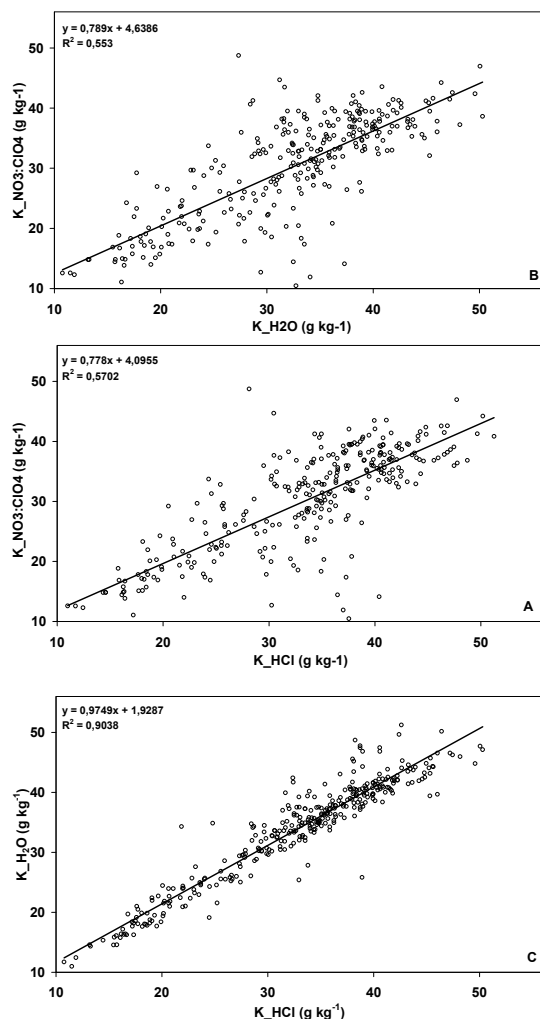 y = 0,789x + 4,6386
R² = 0,553
50
40
30
20
10
K_NO3:ClO4 (g kg-1)
10 20 30 40 50
K_H2O (g kg-1)
B
y = 0,778x + 4,0955
R² = 0,5702
50
40
30
20
10
K_NO3:ClO4 (g kg-1)
10 20 30 40 50
K_HCl (g kg-1)
A
y = 0,9749x + 1,9287
R² = 0,9038
50
40
30
20
10
K_H₂O (g kg⁻¹)
10 20 30 40 50
K_HCl (g kg⁻¹)
C